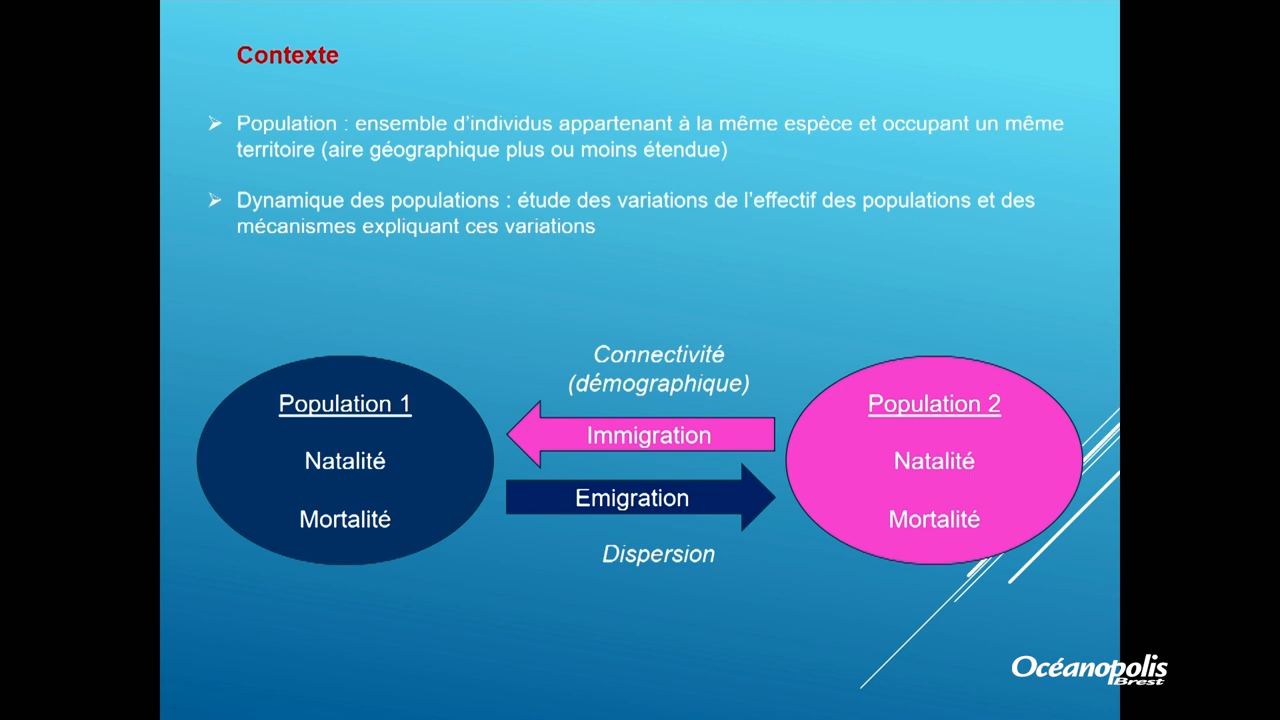 Contexte
➢ Population : ensemble d’individus appartenant à la même espèce et occupant un même
territoire (aire géographique plus ou moins étendue)
➢ Dynamique des populations : étude des variations de l’effectif des populations et des
mécanismes expliquant ces variations
Connectivité
(démographique)
Population 1
Natalité
Mortalité
Immigration
Emigration
Dispersion
Population 2
Natalité
Mortalité
Océanopolis
Brest